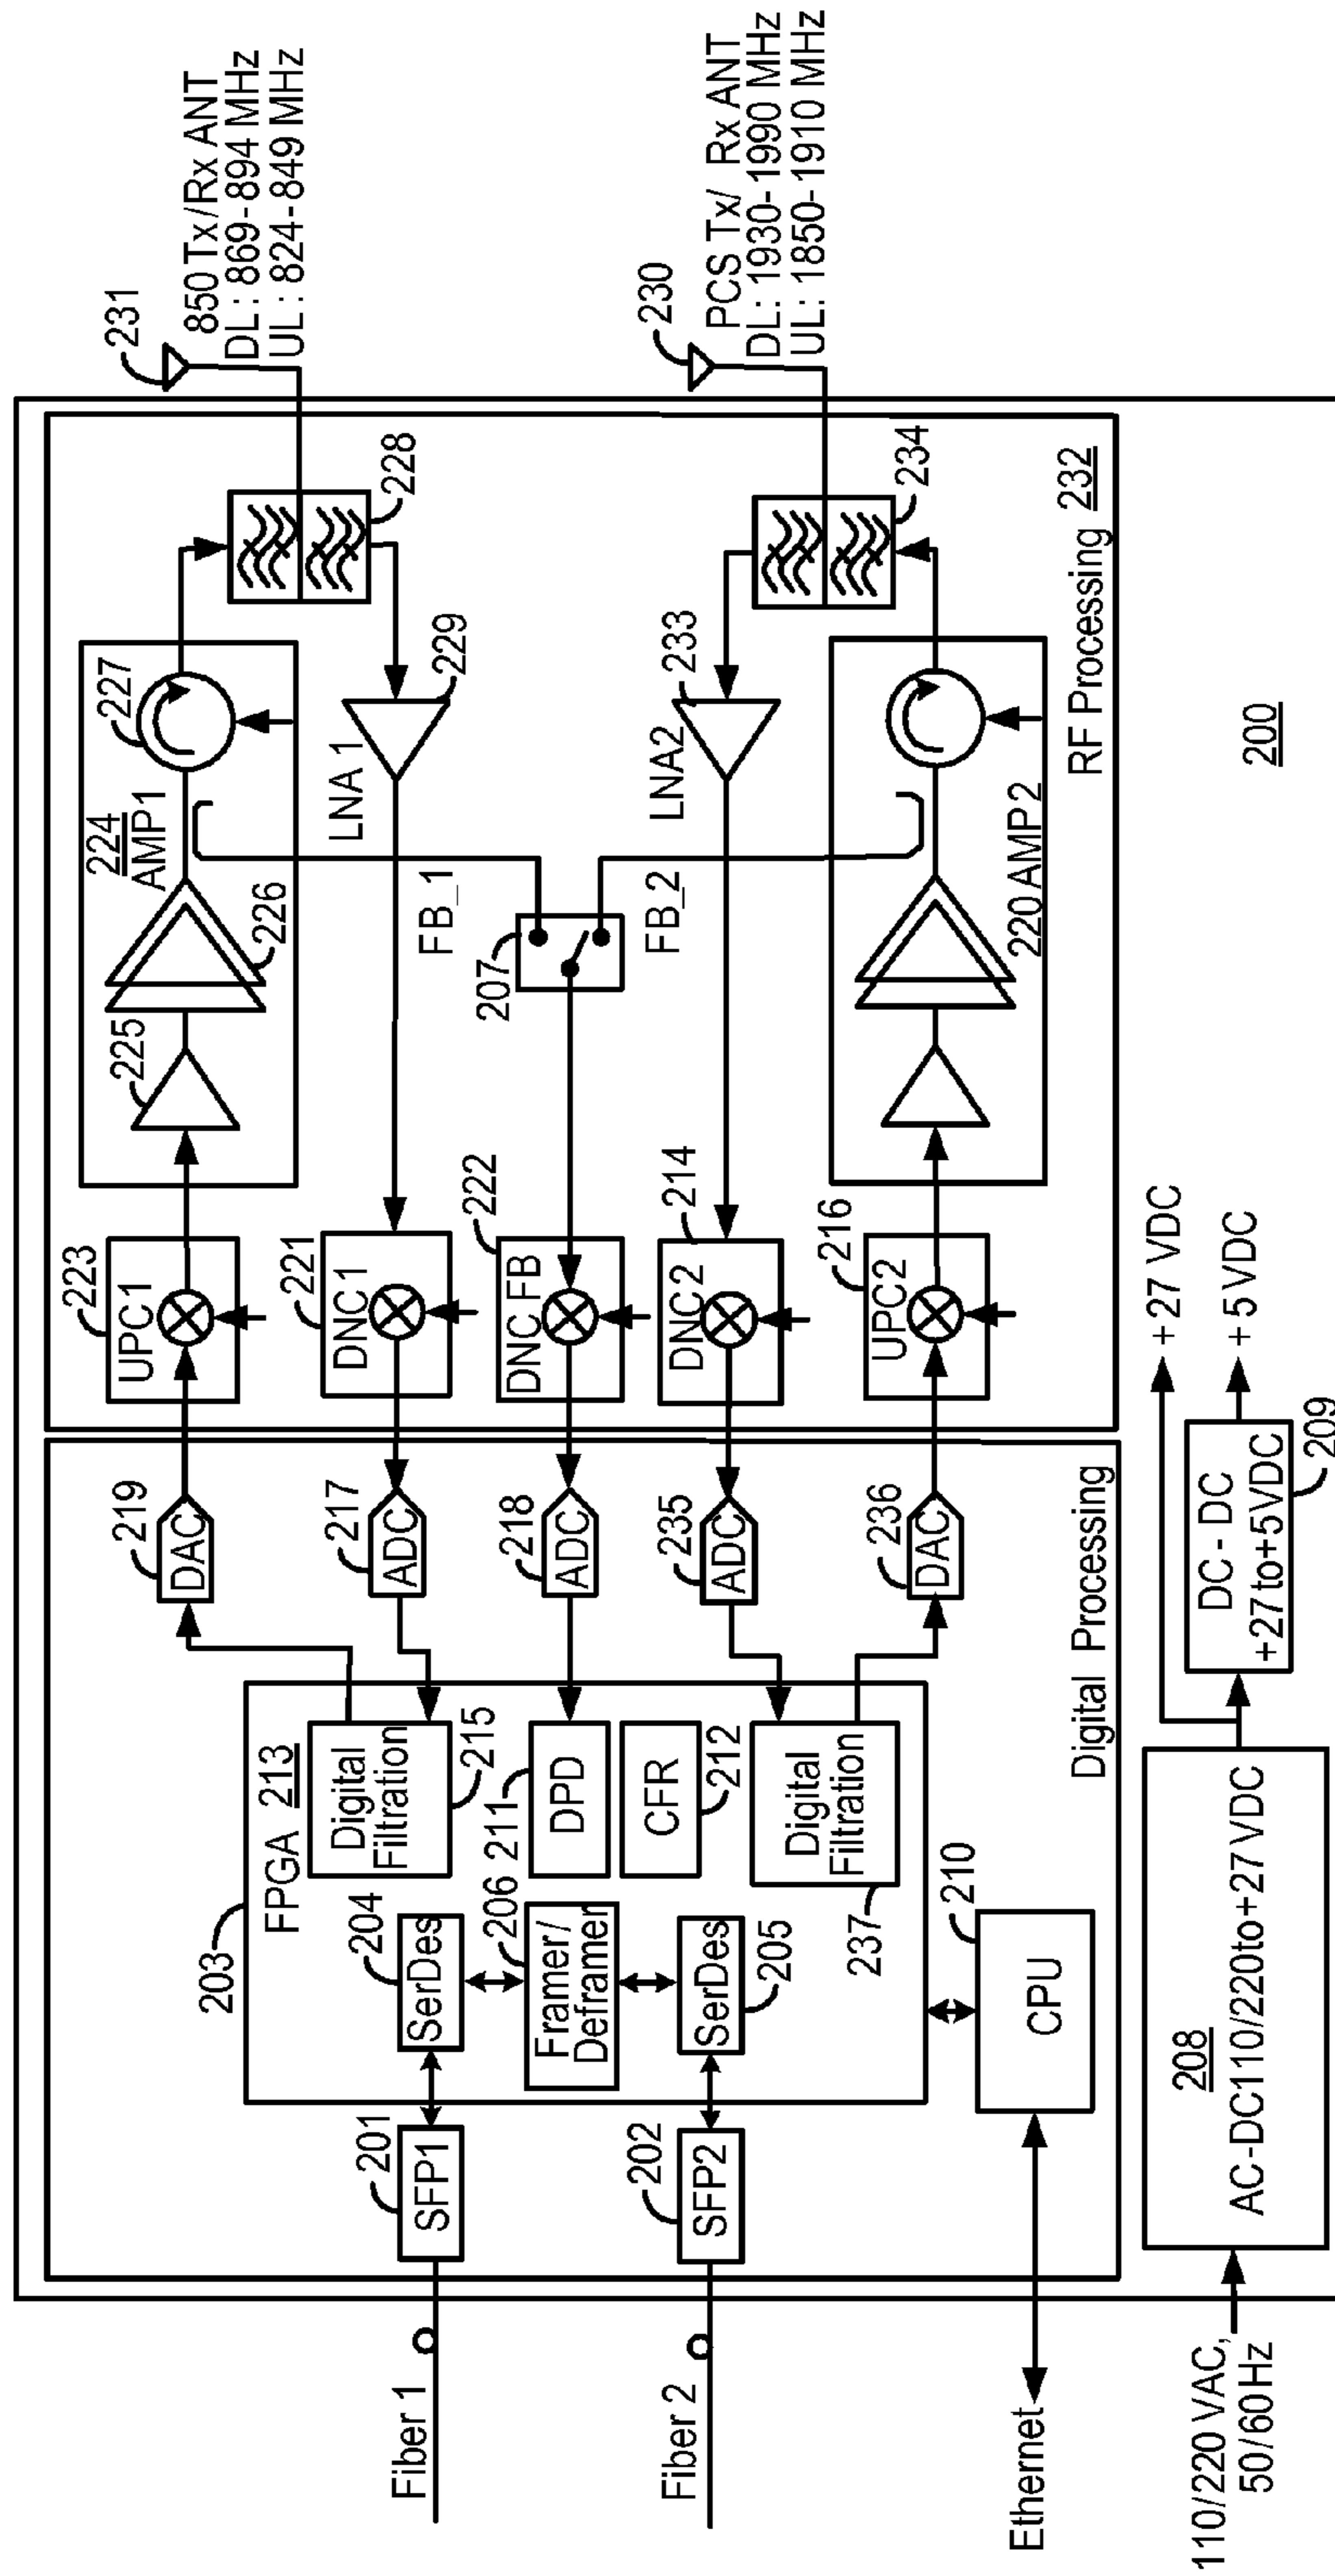 231
850 Tx/Rx ANT
DL : 869-894 MHz
UL : 824-849 MHz
230
PCS Tx/ Rx ANT
DL: 1930-1990 MHz
UL: 1850-1910 MHz
219
DAC
223
UPC1
225
226
224
AMP1
227
228
217
ADC
221
DNC1
LNA 1
229
218
ADC
222
DNC FB
207
FB_1
FB_2
235
ADC
214
DNC2
LNA2
233
234
236
DAC
216
UPC2
220 AMP2
RF Processing 232
203
FPGA 213
Digital
Filtration
215
204
SerDes
206
Framer/
Deframer
211
DPD
CFR
212
SerDes
205
Digital
Filtration
237
201
SFP1
Fiber 1
202
SFP2
Fiber 2
210
CPU
Ethernet
Digital Processing
110/220 VAC,
50/60 Hz
208
AC-DC110/220to+27 VDC
DC - DC
+27to+5VDC
209
+27 VDC
+5 VDC
200